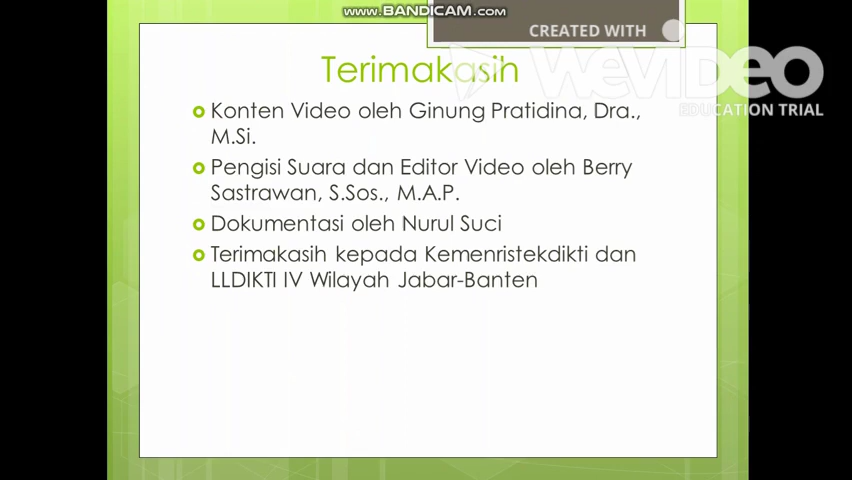 www.BANDICAM.com
CREATED WITH
WeVideo
EDUCATION TRIAL
Terimakasih
Konten Video oleh Ginung Pratidina, Dra.,
M.Si.
Pengisi Suara dan Editor Video oleh Berry
Sastrawan, S.Sos., M.A.P.
Dokumentasi oleh Nurul Suci
Terimakasih kepada Kemenristekdikti dan
LLDIKTI IV Wilayah Jabar-Banten